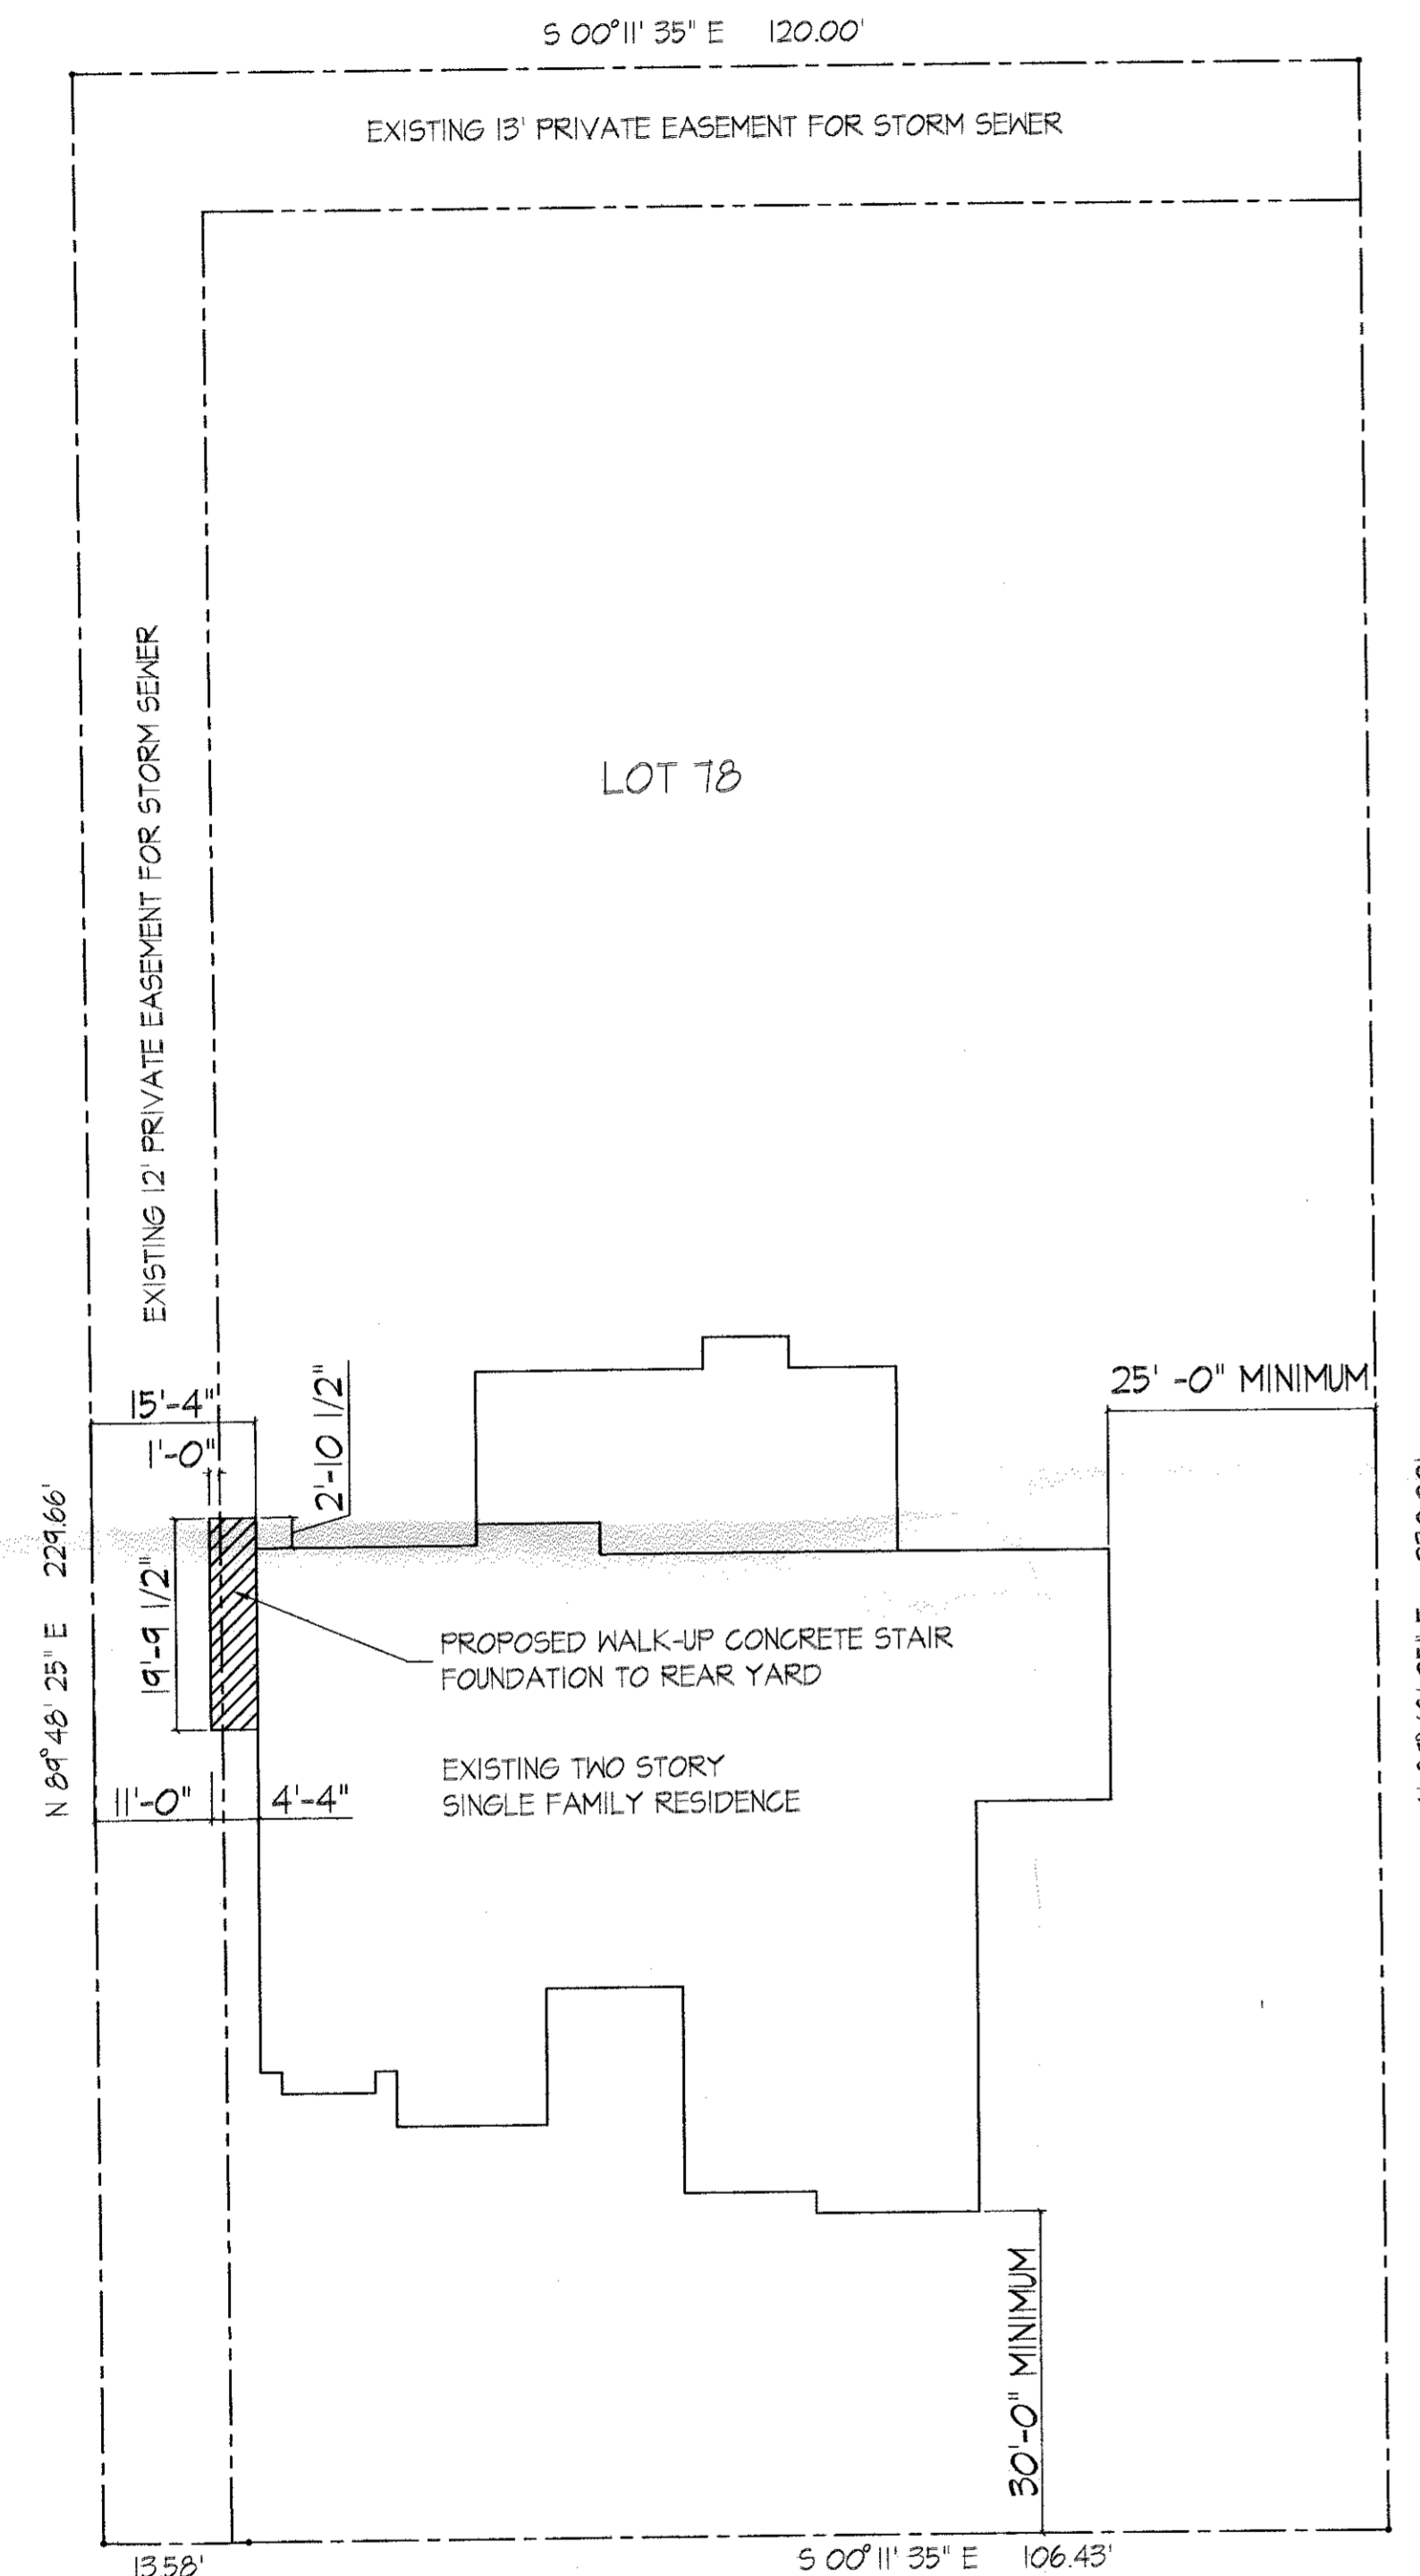 S 00°11' 35" E 120.00'
EXISTING 13' PRIVATE EASEMENT FOR STORM SEWER
EXISTING 12' PRIVATE EASEMENT FOR STORM SEWER
LOT 78
15'-4"
1'-0"
2'-10 1/2"
25' -0" MINIMUM
N 89°48' 25" E 229.66'
19'-9 1/2"
PROPOSED WALK-UP CONCRETE STAIR
FOUNDATION TO REAR YARD
EXISTING TWO STORY
SINGLE FAMILY RESIDENCE
11'-0"
4'-4"
30'-0" MINIMUM
13.58'
S 00°11' 35" E 106.43'